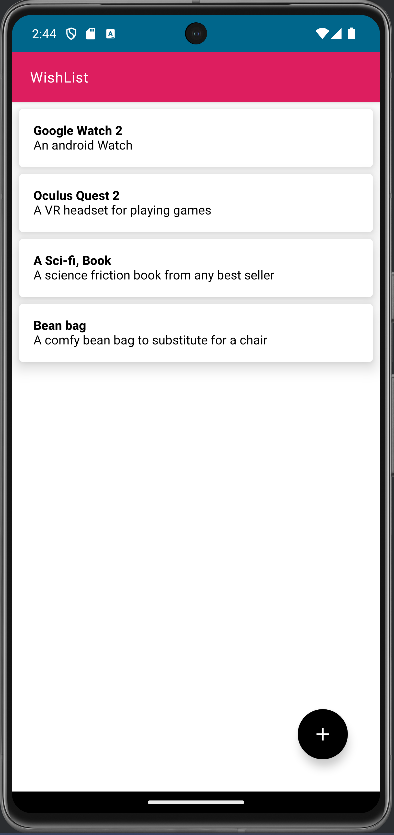 2:44 A
WishList
Google Watch 2
An android Watch
Oculus Quest 2
A VR headset for playing games
A Sci-fi, Book
A science friction book from any best seller
Bean bag
A comfy bean bag to substitute for a chair
+